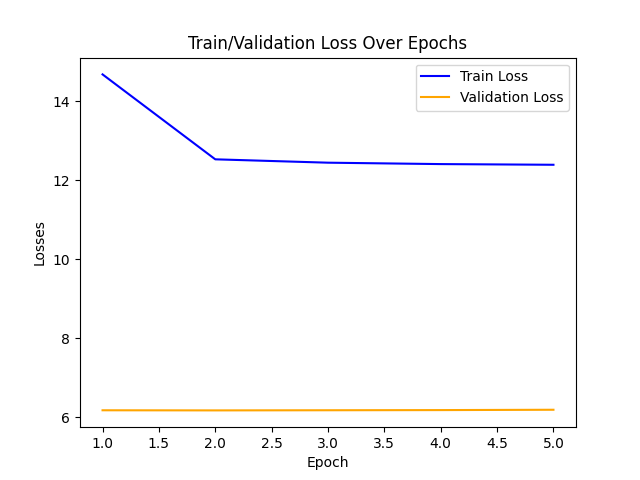 Train/Validation Loss Over Epochs
Train Loss
Validation Loss
Losses
14
12
10
8
6
1.0 1.5 2.0 2.5 3.0 3.5 4.0 4.5 5.0
Epoch